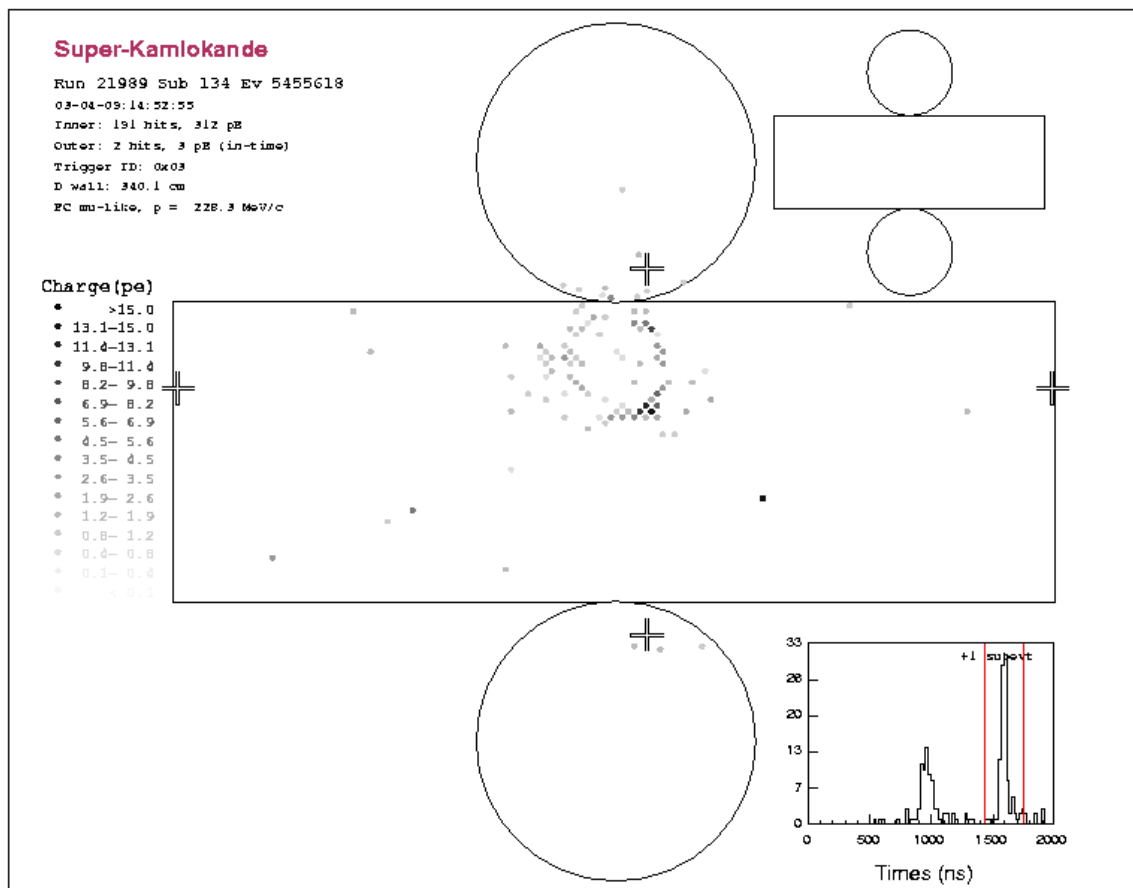 Super-Kamiokande
Run 21989 Sub 134 Ev 5455618
03-04-09:14:52:55
Inner: 191 hits, 312 pE
Outer: 2 hits, 3 pE (in-time)
Trigger ID: 0x03
D wall: 340.1 cm
FC mu-like, p = 228.3 MeV/c
Charge(pe)
>15.0
13.1-15.0
11.4-13.1
9.8-11.4
8.2- 9.8
6.9- 8.2
5.6- 6.9
4.5- 5.6
3.5- 4.5
2.6- 3.5
1.9- 2.6
1.2- 1.9
0.8- 1.2
0.4- 0.8
0.1- 0.4
< 0.1
33
26
20
13
7
0
+1 subevt
0 500 1000 1500 2000
Times (ns)